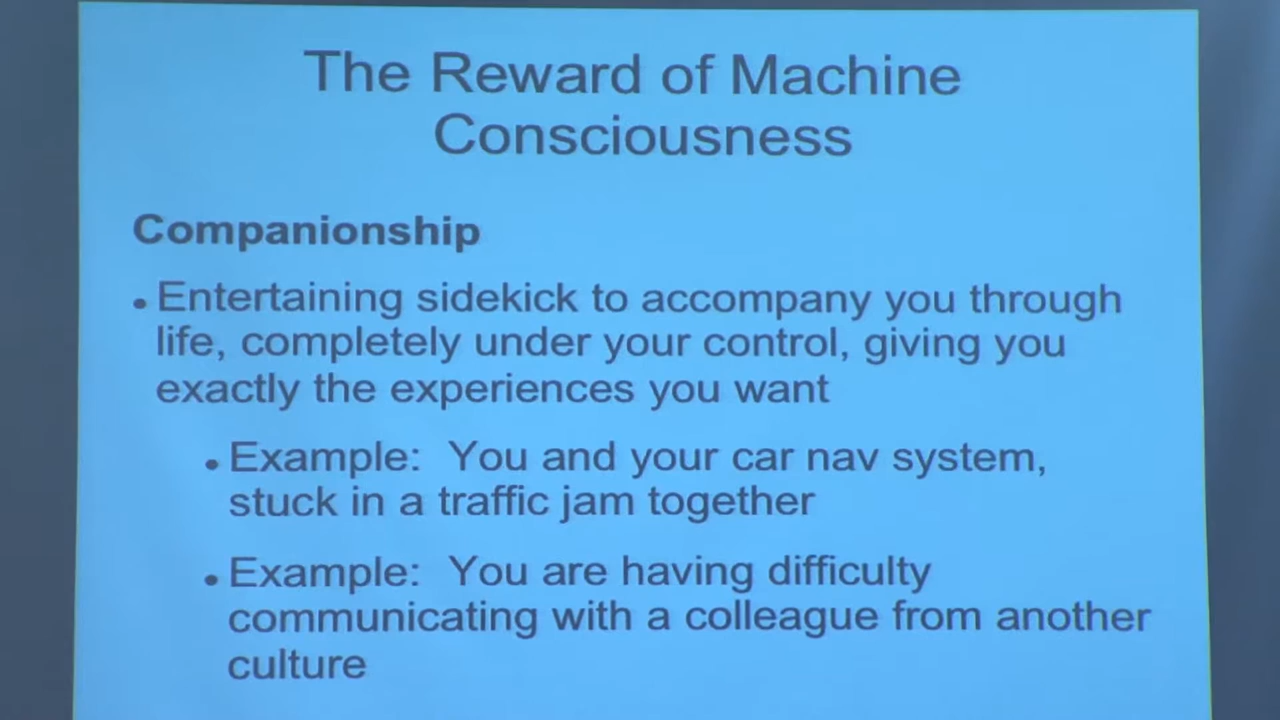 The Reward of Machine
Consciousness
Companionship
• Entertaining sidekick to accompany you through
life, completely under your control, giving you
exactly the experiences you want
• Example: You and your car nav system,
stuck in a traffic jam together
• Example: You are having difficulty
communicating with a colleague from another
culture